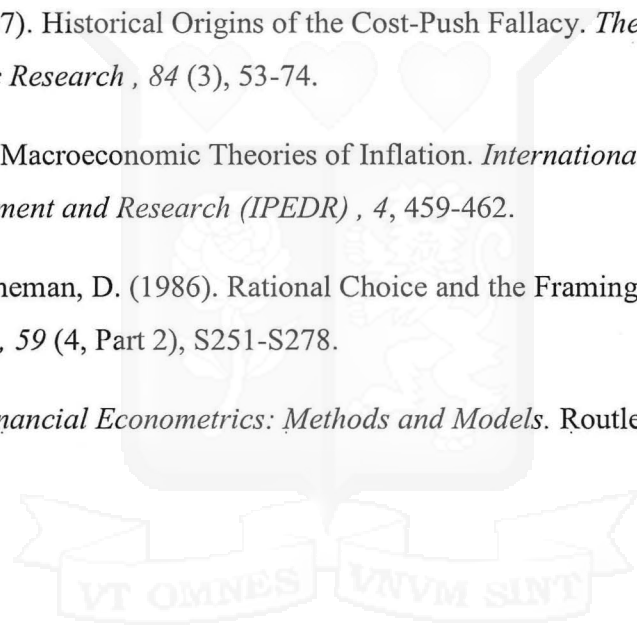 7). Historical Origins of the Cost-Push Fallacy. The
Research , 84 (3), 53-74.
Macroeconomic Theories of Inflation. Internationa
ment and Research (IPEDR) , 4, 459-462.
neman, D. (1986). Rational Choice and the Framing
, 59 (4, Part 2), S251-S278.
nancial Econometrics: Methods and Models. Routle
VT OMNES VNVM SINT